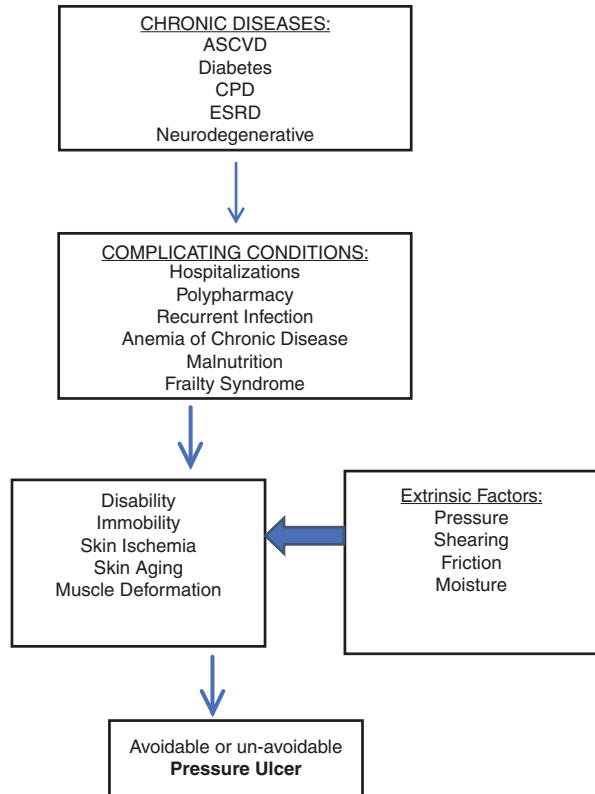 CHRONIC DISEASES:
ASCVD
Diabetes
CPD
ESRD
Neurodegenerative
COMPLICATING CONDITIONS:
Hospitalizations
Polypharmacy
Recurrent Infection
Anemia of Chronic Disease
Malnutrition
Frailty Syndrome
Disability
Immobility
Skin Ischemia
Skin Aging
Muscle Deformation
Extrinsic Factors:
Pressure
Shearing
Friction
Moisture
Avoidable or un-avoidable
Pressure Ulcer